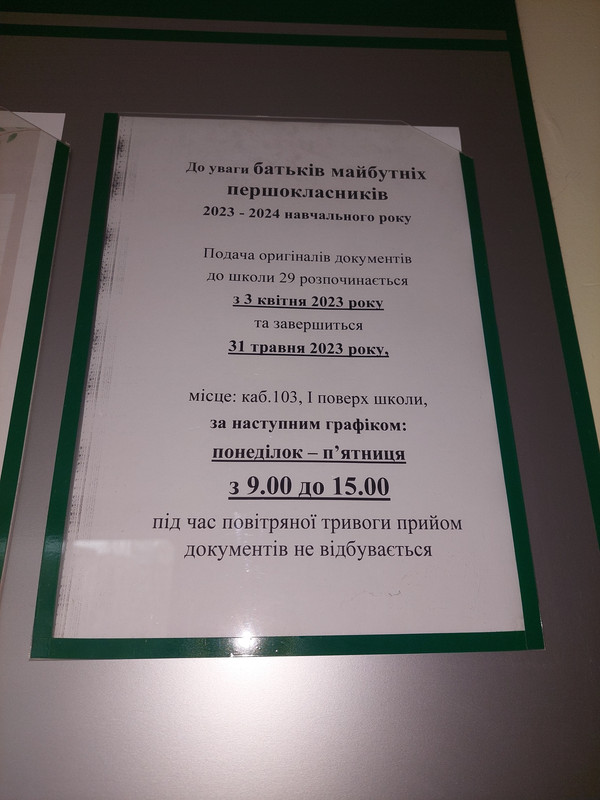 До уваги батьків майбутніх
першокласників
2023 - 2024 навчального року
Подача оригіналів документів
до школи 29 розпочинається
з 3 квітня 2023 року
та завершиться
31 травня 2023 року,
місце: каб.103, І поверх школи,
за наступним графіком:
понеділок – п’ятниця
з 9.00 до 15.00
під час повітряної тривоги прийом
документів не відбувається